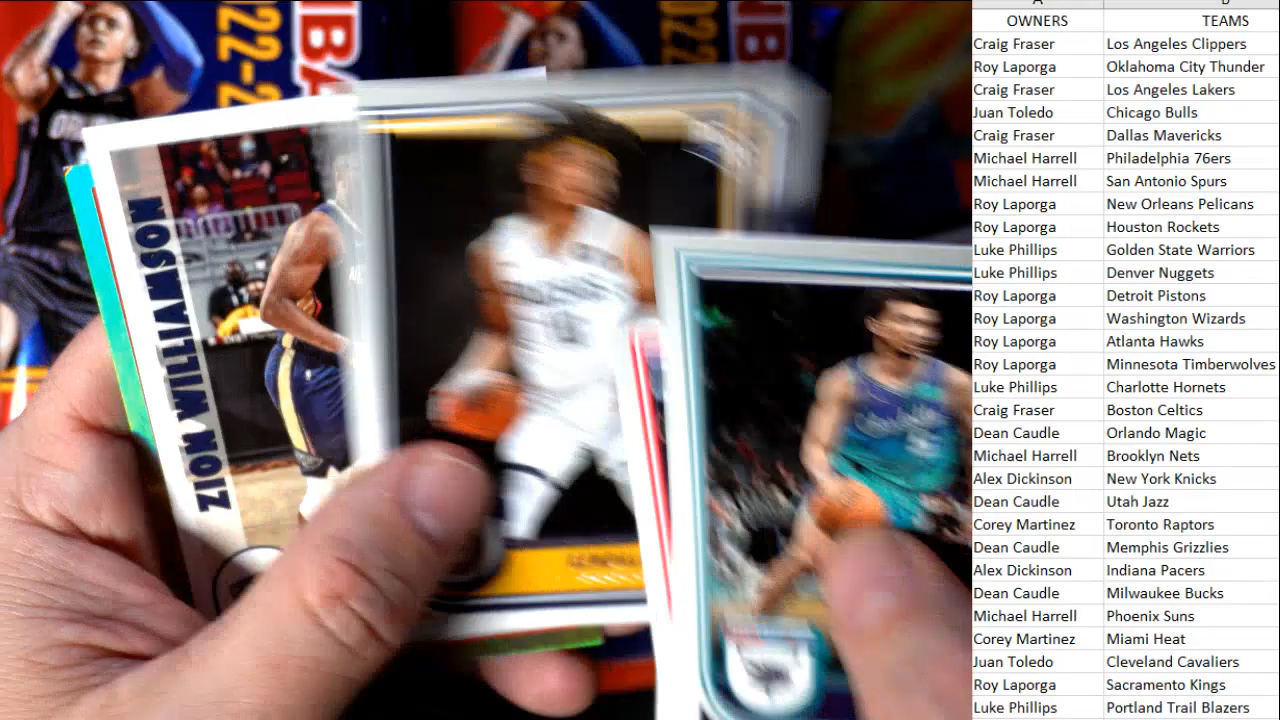 OWNERS TEAMS
Craig Fraser Los Angeles Clippers
Roy Laporga Oklahoma City Thunder
Craig Fraser Los Angeles Lakers
Juan Toledo Chicago Bulls
Craig Fraser Dallas Mavericks
Michael Harrell Philadelphia 76ers
Michael Harrell San Antonio Spurs
Roy Laporga New Orleans Pelicans
Roy Laporga Houston Rockets
Luke Phillips Golden State Warriors
Luke Phillips Denver Nuggets
Roy Laporga Detroit Pistons
Roy Laporga Washington Wizards
Roy Laporga Atlanta Hawks
Roy Laporga Minnesota Timberwolves
Luke Phillips Charlotte Hornets
Craig Fraser Boston Celtics
Dean Caudle Orlando Magic
Michael Harrell Brooklyn Nets
Alex Dickinson New York Knicks
Dean Caudle Utah Jazz
Corey Martinez Toronto Raptors
Dean Caudle Memphis Grizzlies
Alex Dickinson Indiana Pacers
Dean Caudle Milwaukee Bucks
Michael Harrell Phoenix Suns
Corey Martinez Miami Heat
Juan Toledo Cleveland Cavaliers
Roy Laporga Sacramento Kings
Luke Phillips Portland Trail Blazers
ZION WILLIAMSON
NBA
2022-2